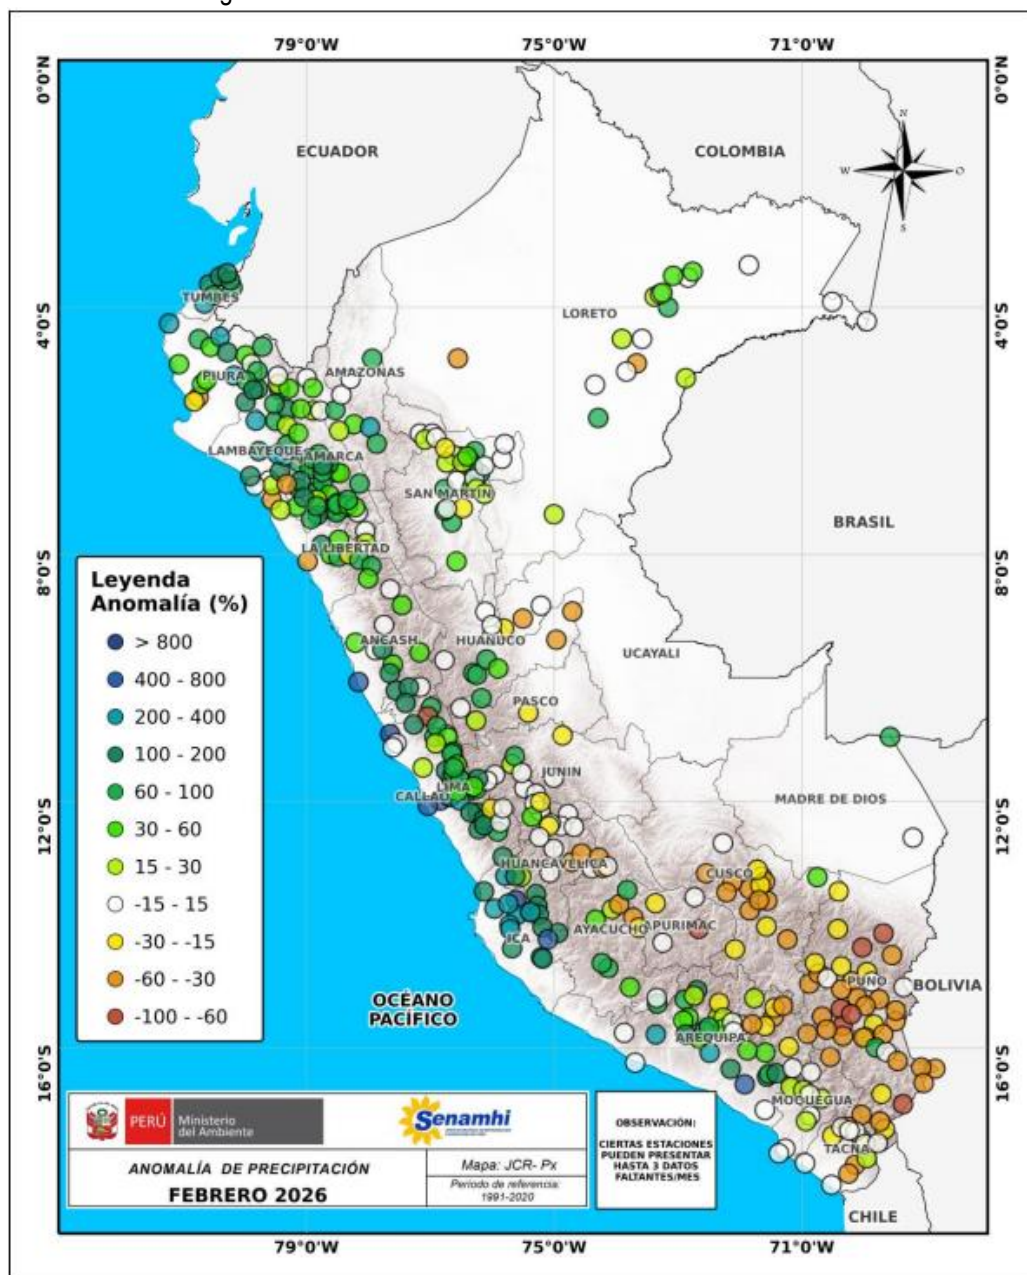 79°0'W 75°0'W 71°0'W
0°0'N 0°0'N
N
W O
S
ECUADOR
COLOMBIA
TUMBES
LORETO
4°0'S 4°0'S
PIURA
AMAZONAS
LAMBAYEQUE
AMARCA
SAN MARTIN
BRASIL
LA LIBERTAD
8°0'S 8°0'S
Leyenda
Anomalía (%)
> 800
400 - 800
200 - 400
100 - 200
60 - 100
30 - 60
15 - 30
-15 - 15
-30 - -15
-60 - -30
-100 - -60
ANCASH
HUANUCO
UCAYALI
PASCO
JUNIN
LIMA
CALLAO
MADRE DE DIOS
12°0'S 12°0'S
HUANCAVELICA
CUSCO
ICA
AYACUCHO
APURIMAC
PUNO
BOLIVIA
OCÉANO
PACÍFICO
AREQUIPA
16°0'S 16°0'S
MOQUEGUA
TACNA
CHILE
PERÚ
Ministerio
del Ambiente
Senamhi
ANOMALÍA DE PRECIPITACIÓN
FEBRERO 2026
Mapa: JCR- Px
Periodo de referencia:
1991-2020
OBSERVACIÓN:
CIERTAS ESTACIONES
PUEDEN PRESENTAR
HASTA 3 DATOS
FALTANTES/MES
79°0'W 75°0'W 71°0'W